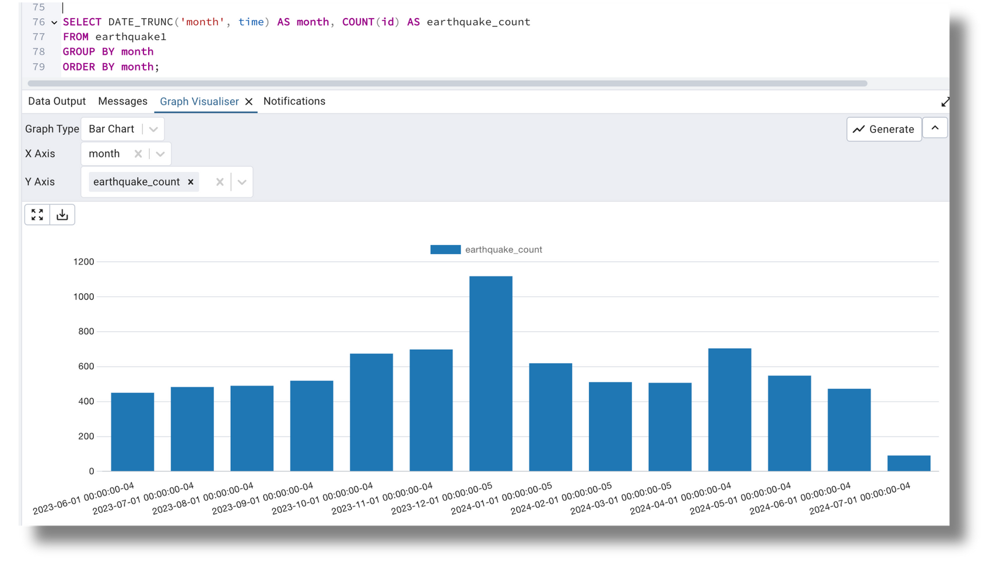 75
76 SELECT DATE_TRUNC('month', time) AS month, COUNT(id) AS earthquake_count
77 FROM earthquake1
78 GROUP BY month
79 ORDER BY month;
Data Output Messages Graph Visualiser Notifications
Graph Type Bar Chart Generate
X Axis month
Y Axis earthquake_count
earthquake_count
1200
1000
800
600
400
200
0
2023-06-01 00:00:00-04
2023-07-01 00:00:00-04
2023-08-01 00:00:00-04
2023-09-01 00:00:00-04
2023-10-01 00:00:00-04
2023-11-01 00:00:00-04
2023-12-01 00:00:00-05
2024-01-01 00:00:00-05
2024-02-01 00:00:00-05
2024-03-01 00:00:00-05
2024-04-01 00:00:00-04
2024-05-01 00:00:00-04
2024-06-01 00:00:00-04
2024-07-01 00:00:00-04